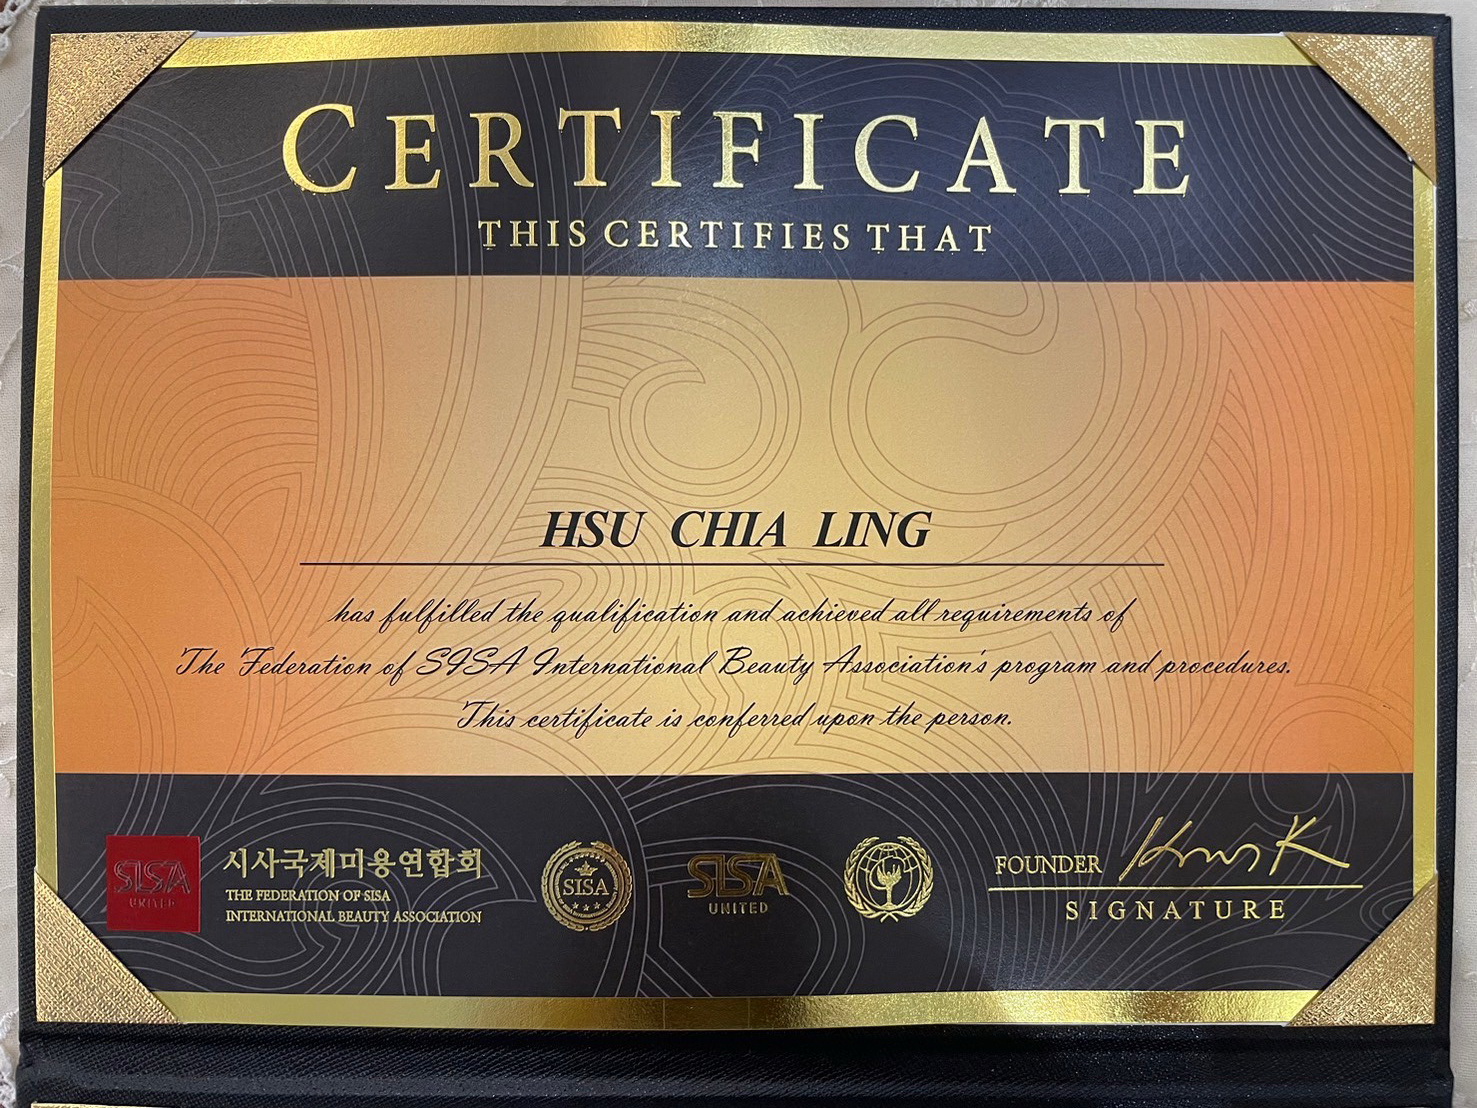 CERTIFICATE
THIS CERTIFIES THAT
HSU CHIA LING
has fulfilled the qualification and achieved all requirements of
The Federation of SISA International Beauty Association's program and procedures.
This certificate is conferred upon the person.
SISA
UNITED
시사국제미용연합회
THE FEDERATION OF SISA
INTERNATIONAL BEAUTY ASSOCIATION
SISA
SISA
UNITED
FOUNDER
SIGNATURE